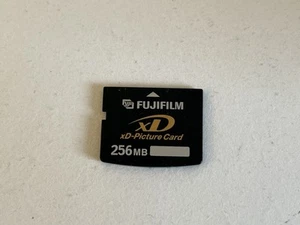 FUJIFILM
xD
xD-Picture Card
256MB